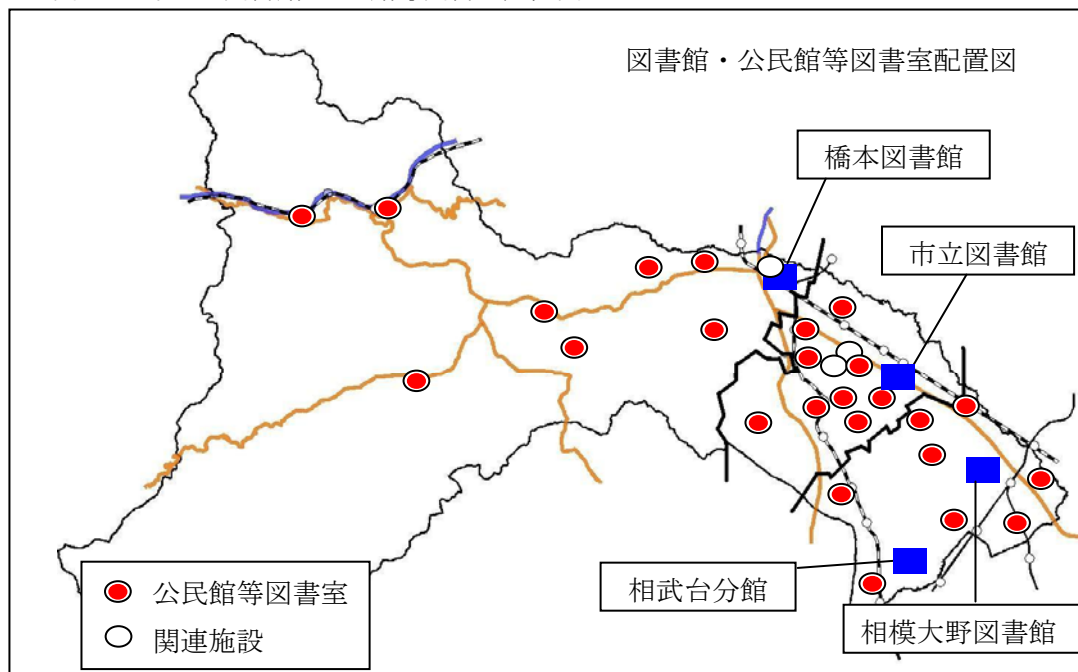 図書館・公民館等図書室配置図
橋本図書館
市立図書館
相武台分館
相模大野図書館
公民館等図書室
関連施設